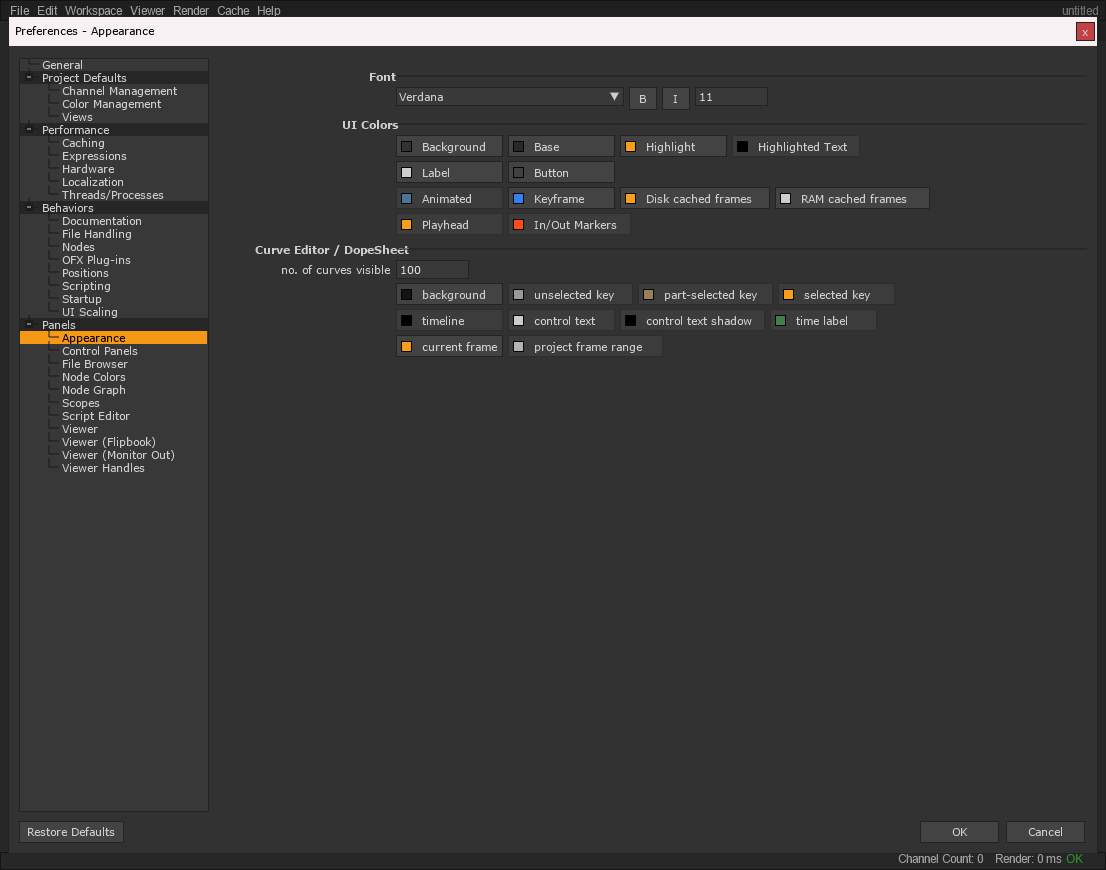 File Edit Workspace Viewer Render Cache Help untitled
Preferences - Appearance x
General
Project Defaults
Channel Management
Color Management
Views
Performance
Caching
Expressions
Hardware
Localization
Threads/Processes
Behaviors
Documentation
File Handling
Nodes
OFX Plug-ins
Positions
Scripting
Startup
UI Scaling
Panels
Appearance
Control Panels
File Browser
Node Colors
Node Graph
Scopes
Script Editor
Viewer
Viewer (Flipbook)
Viewer (Monitor Out)
Viewer Handles
Font
Verdana B I 11
UI Colors
Background Base Highlight Highlighted Text
Label Button
Animated Keyframe Disk cached frames RAM cached frames
Playhead In/Out Markers
Curve Editor / DopeSheet
no. of curves visible 100
background unselected key part-selected key selected key
timeline control text control text shadow time label
current frame project frame range
Restore Defaults OK Cancel
Channel Count: 0 Render: 0 ms OK